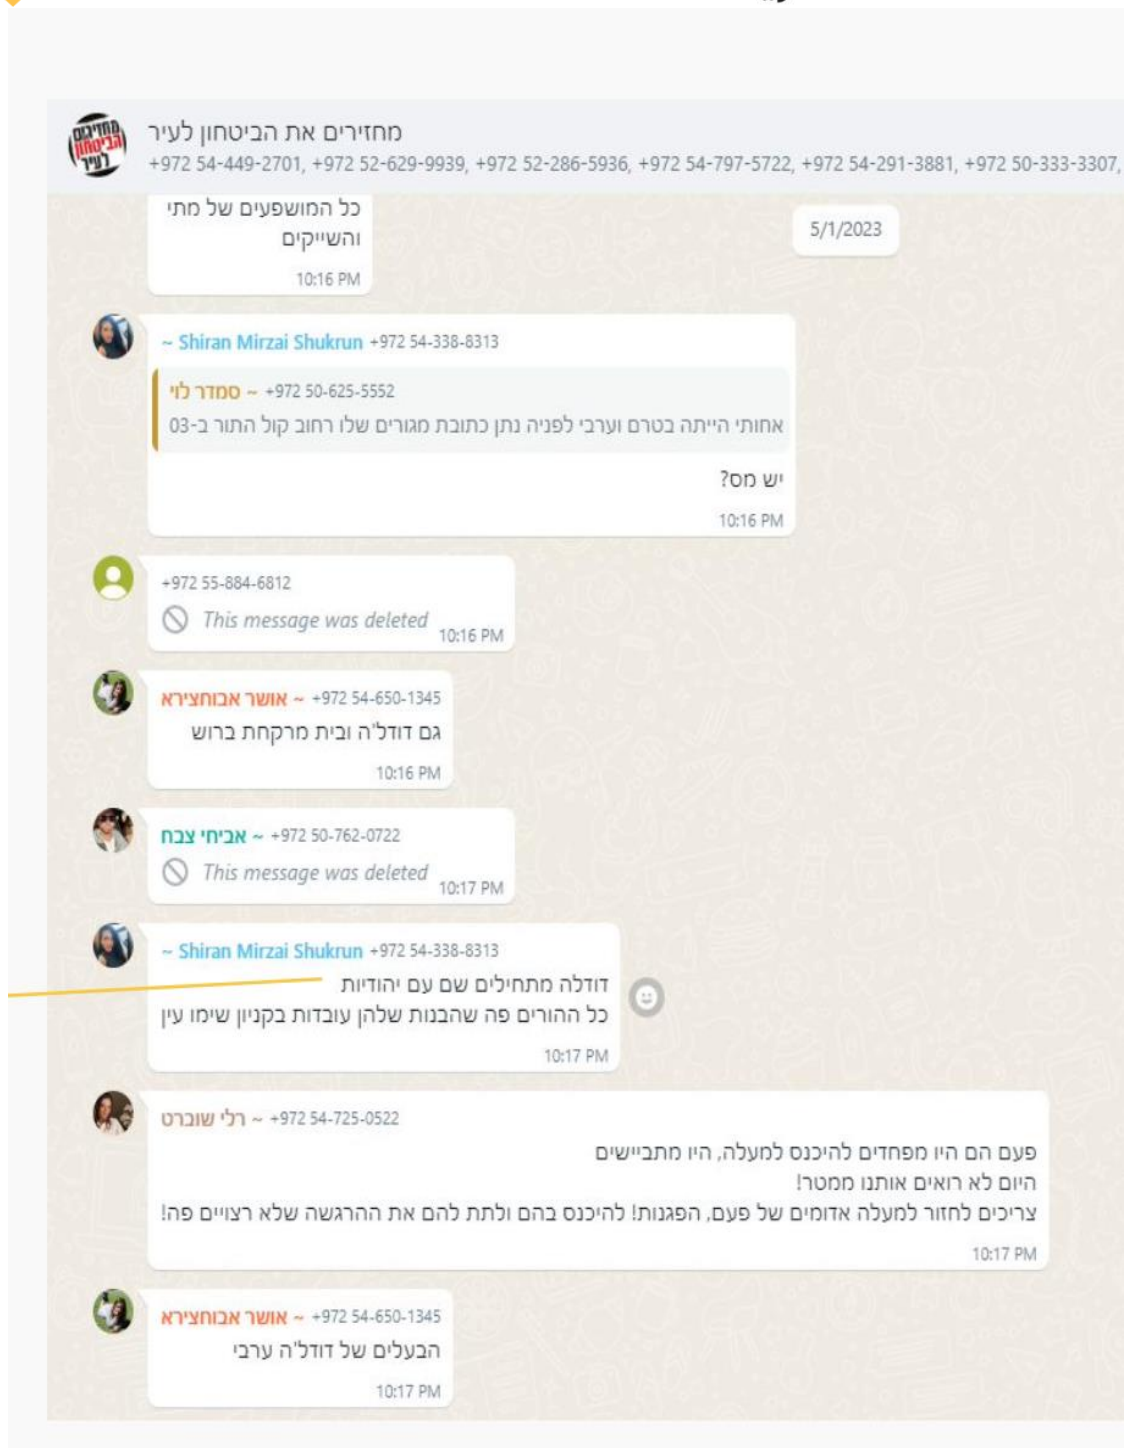 מחזירים
הביטחון
לעיר
מחזירים את הביטחון לעיר
+972 54-449-2701, +972 52-629-9939, +972 52-286-5936, +972 54-797-5722, +972 54-291-3881, +972 50-333-3307,
5/1/2023
כל המושפעים של מתי
והשייקים
10:16 PM
~ Shiran Mirzai Shukrun +972 54-338-8313
סמדר לוי ~ +972 50-625-5552
אחותי הייתה בטרם וערבי לפניה נתן כתובת מגורים שלו רחוב קול התור ב-03
יש מס?
10:16 PM
+972 55-884-6812
This message was deleted
10:16 PM
אושר אבוחצירא ~ +972 54-650-1345
גם דודל'ה ובית מרקחת ברוש
10:16 PM
אביחי צבח ~ +972 50-762-0722
This message was deleted
10:17 PM
~ Shiran Mirzai Shukrun +972 54-338-8313
דודלה מתחילים שם עם יהודיות
כל ההורים פה שהבנות שלהן עובדות בקניון שימו עין
10:17 PM
רלי שוברט ~ +972 54-725-0522
פעם הם היו מפחדים להיכנס למעלה, היו מתביישים
היום לא רואים אותנו ממטר!
צריכים לחזור למעלה אדומים של פעם, הפגנות! להיכנס בהם ולתת להם את ההרגשה שלא רצויים פה!
10:17 PM
אושר אבוחצירא ~ +972 54-650-1345
הבעלים של דודל'ה ערבי
10:17 PM